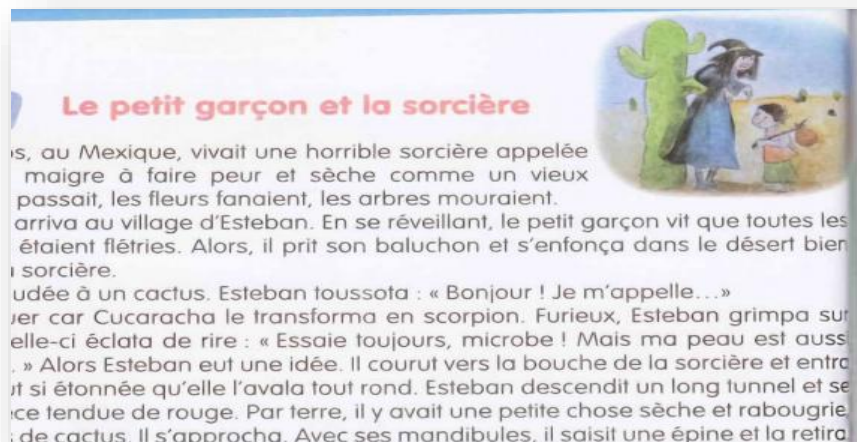 Le petit garçon et la sorcière
s, au Mexique, vivait une horrible sorcière appelée
maigre à faire peur et sèche comme un vieux
passait, les fleurs fanaient, les arbres mouraient.
arriva au village d'Esteban. En se réveillant, le petit garçon vit que toutes les
étaient flétries. Alors, il prit son baluchon et s'enfonça dans le désert bien
sorcière.
udée à un cactus. Esteban toussota : « Bonjour ! Je m'appelle…»
uer car Cucaracha le transforma en scorpion. Furieux, Esteban grimpa sur
elle-ci éclata de rire : « Essaie toujours, microbe ! Mais ma peau est auss
. » Alors Esteban eut une idée. Il courut vers la bouche de la sorcière et entra
ut si étonnée qu'elle l'avala tout rond. Esteban descendit un long tunnel et se
ce tendue de rouge. Par terre, il y avait une petite chose sèche et rabougrie
de cactus. Il s'approcha. Avec ses mandibules, il saisit une épine et la retira